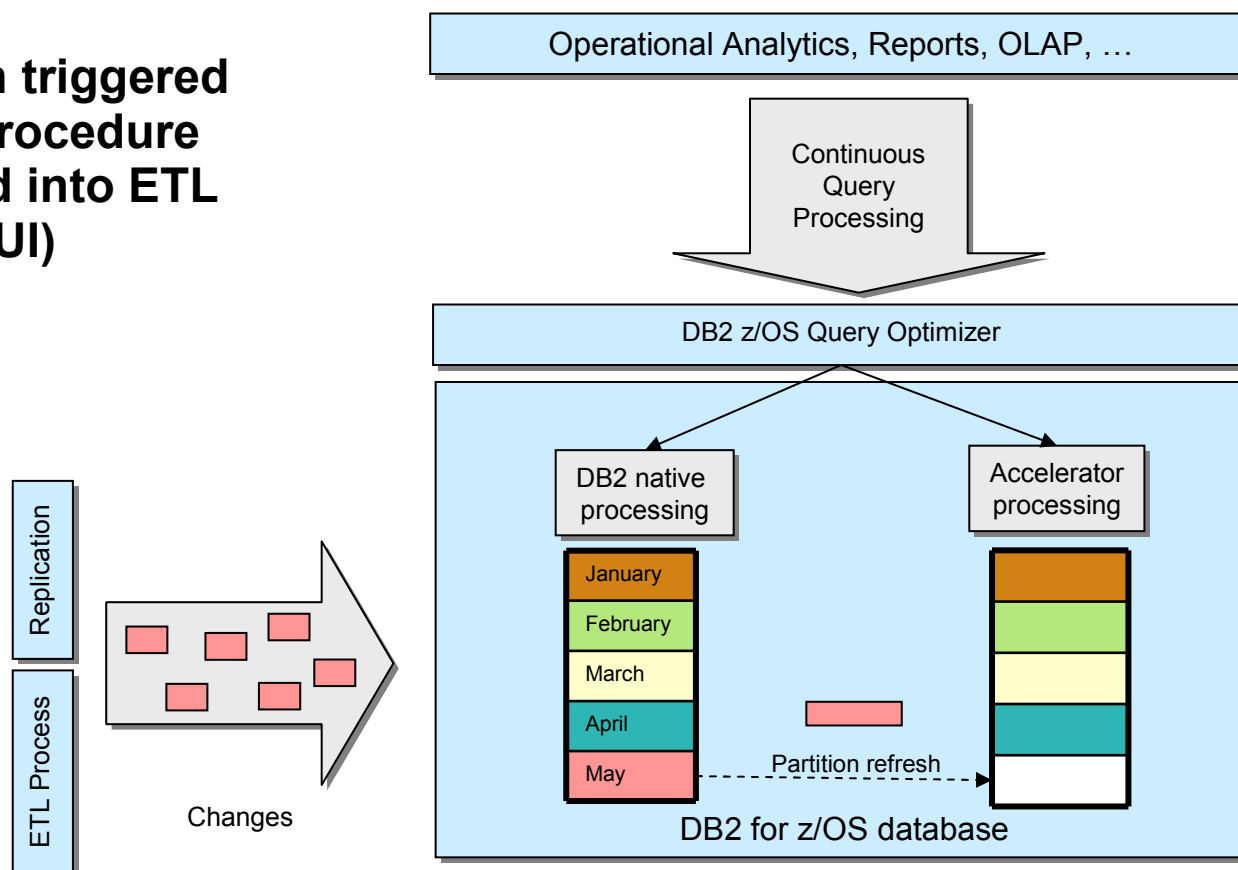 triggered
rocedure
into ETL
UI)
Operational Analytics, Reports, OLAP, …
Continuous
Query
Processing
DB2 z/OS Query Optimizer
DB2 native
processing
Accelerator
processing
Replication
ETL Process
Changes
January
February
March
April
May
Partition refresh
DB2 for z/OS database